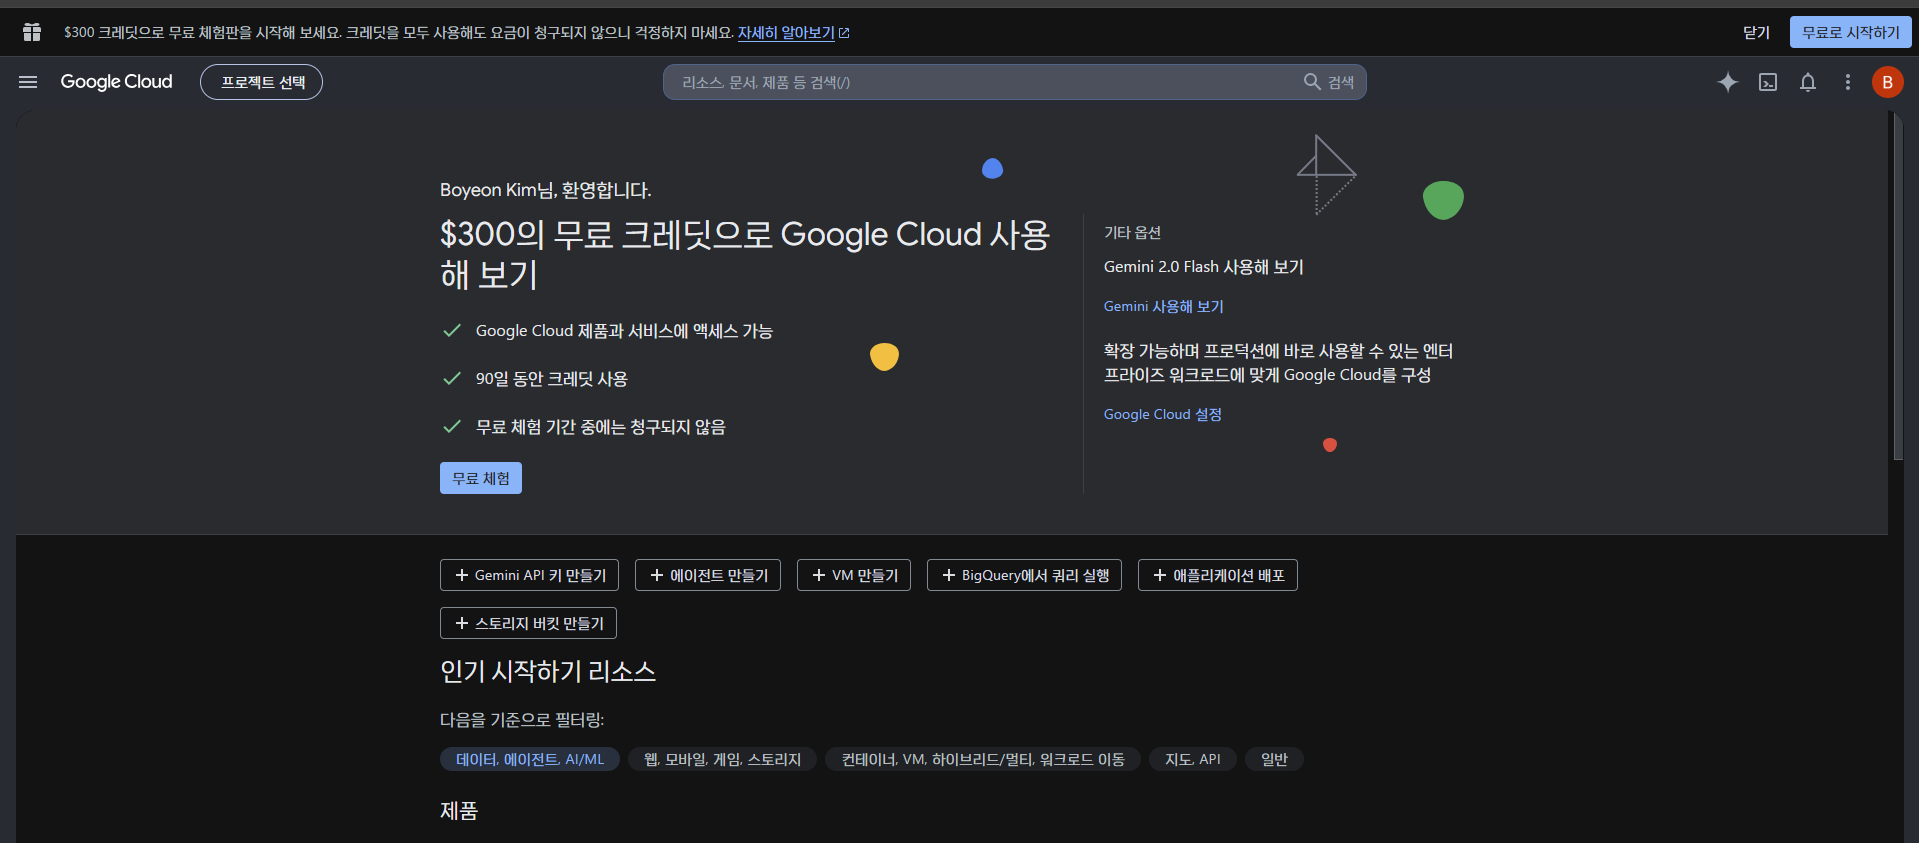 $300 크레딧으로 무료 체험판을 시작해 보세요. 크레딧을 모두 사용해도 요금이 청구되지 않으니 걱정하지 마세요. 자세히 알아보기
닫기
무료로 시작하기
Google Cloud
프로젝트 선택
리소스, 문서, 제품 등 검색(/)
검색
B
Boyeon Kim님, 환영합니다.
$300의 무료 크레딧으로 Google Cloud 사용
해 보기
Google Cloud 제품과 서비스에 액세스 가능
90일 동안 크레딧 사용
무료 체험 기간 중에는 청구되지 않음
무료 체험
기타 옵션
Gemini 2.0 Flash 사용해 보기
Gemini 사용해 보기
확장 가능하며 프로덕션에 바로 사용할 수 있는 엔터
프라이즈 워크로드에 맞게 Google Cloud를 구성
Google Cloud 설정
Gemini API 키 만들기
에이전트 만들기
VM 만들기
BigQuery에서 쿼리 실행
애플리케이션 배포
스토리지 버킷 만들기
인기 시작하기 리소스
다음을 기준으로 필터링:
데이터, 에이전트, AI/ML
웹, 모바일, 게임, 스토리지
컨테이너, VM, 하이브리드/멀티, 워크로드 이동
지도, API
일반
제품